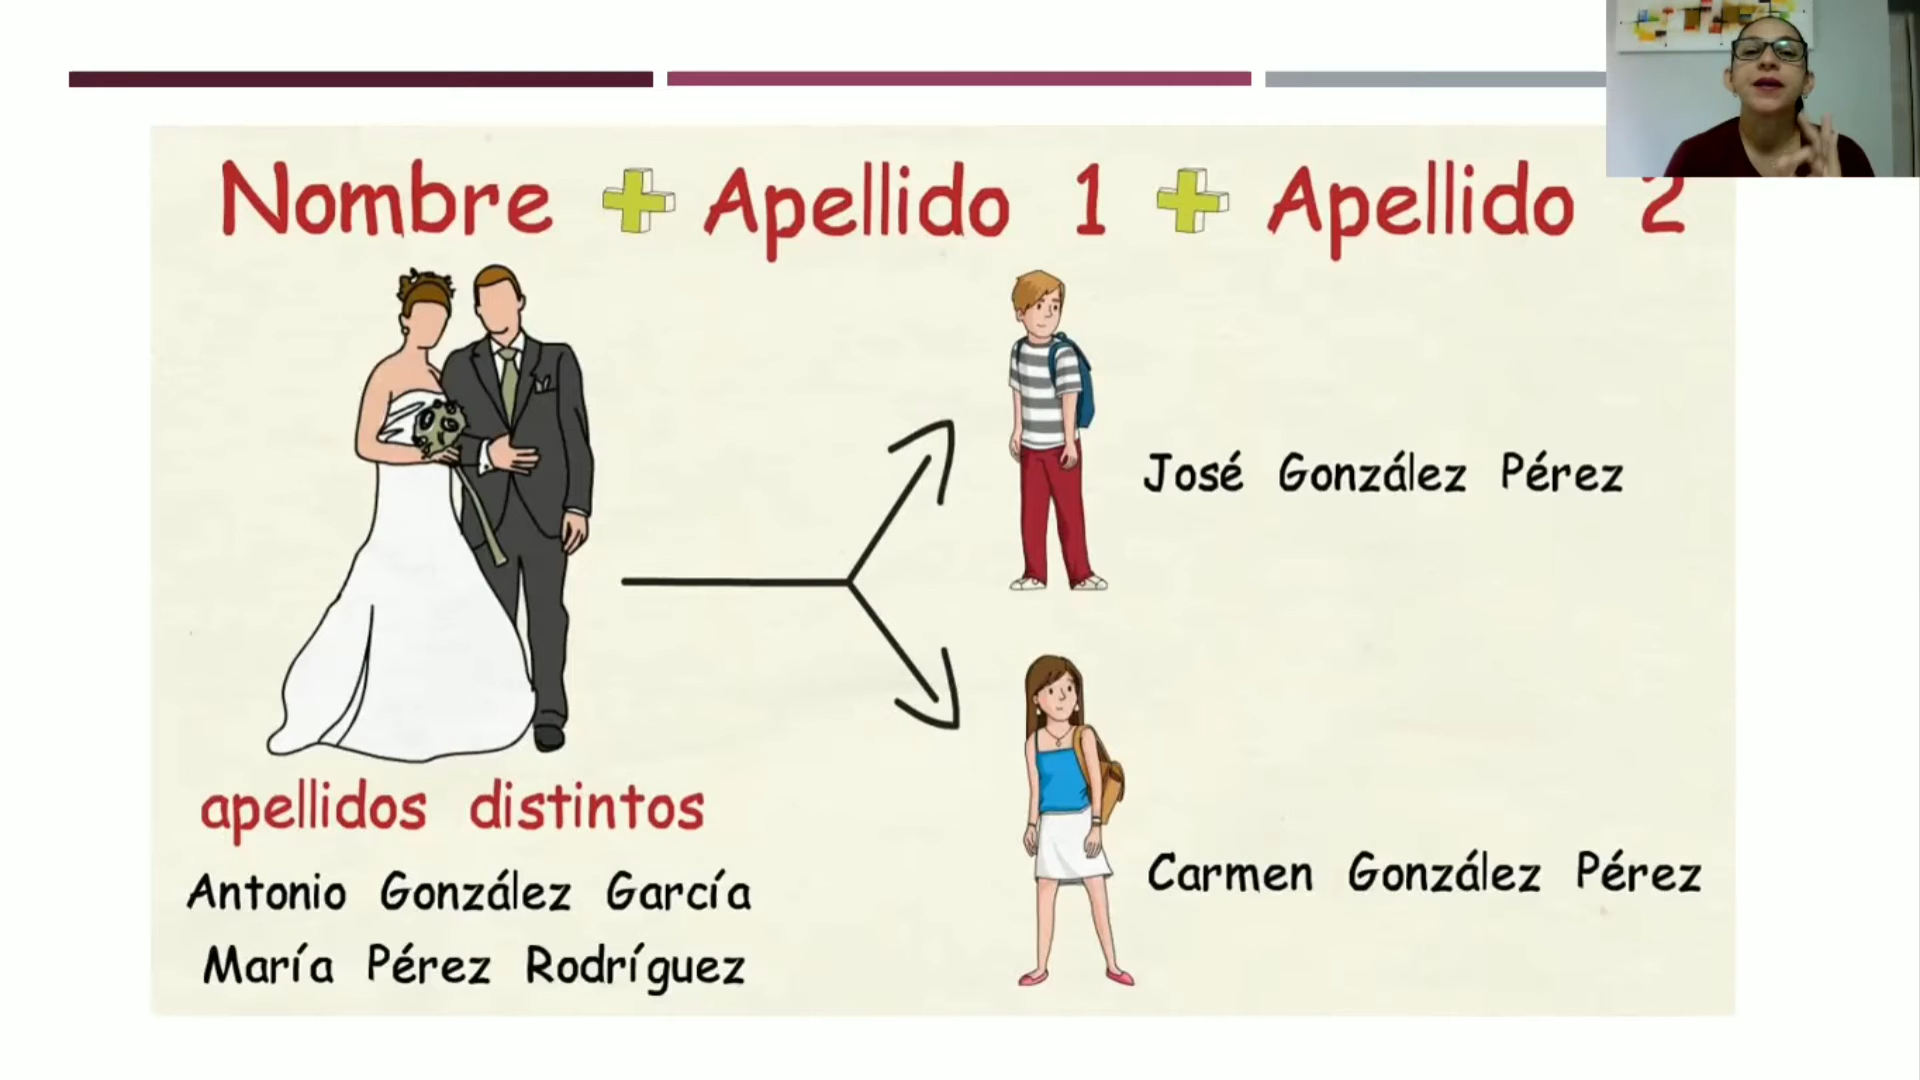 Nombre + Apellido 1 + Apellido 2
José González Pérez
apellidos distintos
Antonio González García
María Pérez Rodríguez
Carmen González Pérez